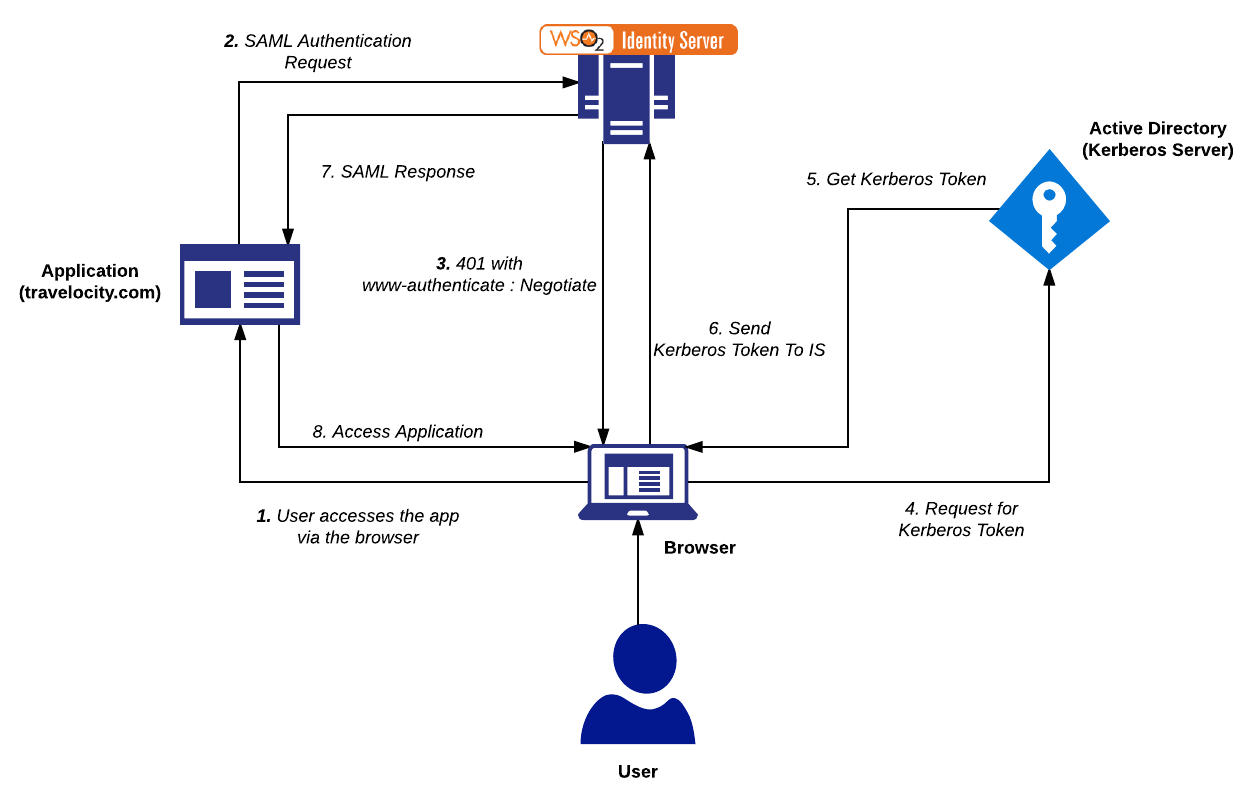 WSO2 Identity Server
2. SAML Authentication
Request
Active Directory
(Kerberos Server)
7. SAML Response
5. Get Kerberos Token
3. 401 with
www-authenticate : Negotiate
Application
(travelocity.com)
6. Send
Kerberos Token To IS
8. Access Application
1. User accesses the app
via the browser
4. Request for
Kerberos Token
Browser
User